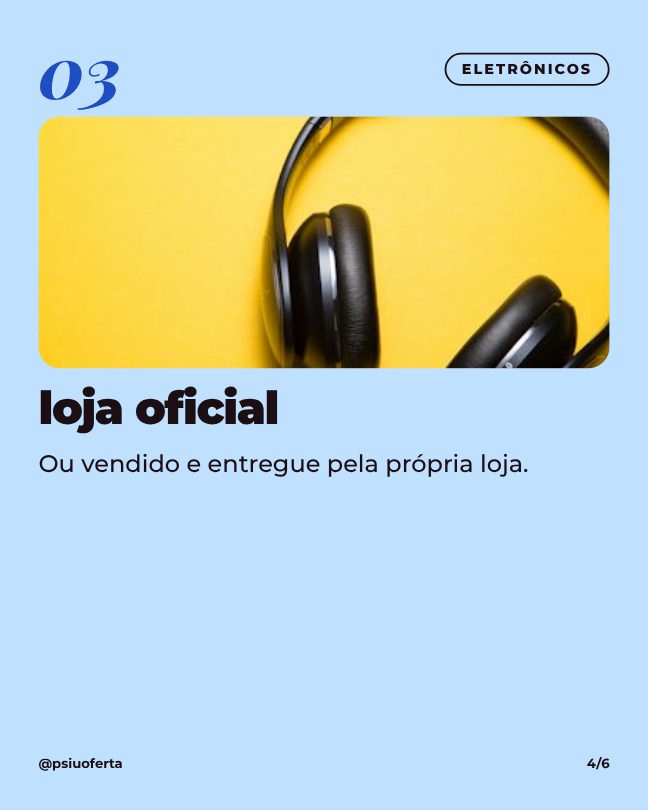 03
ELETRÔNICOS
loja oficial
Ou vendido e entregue pela própria loja.
@psiuoferta
4/6